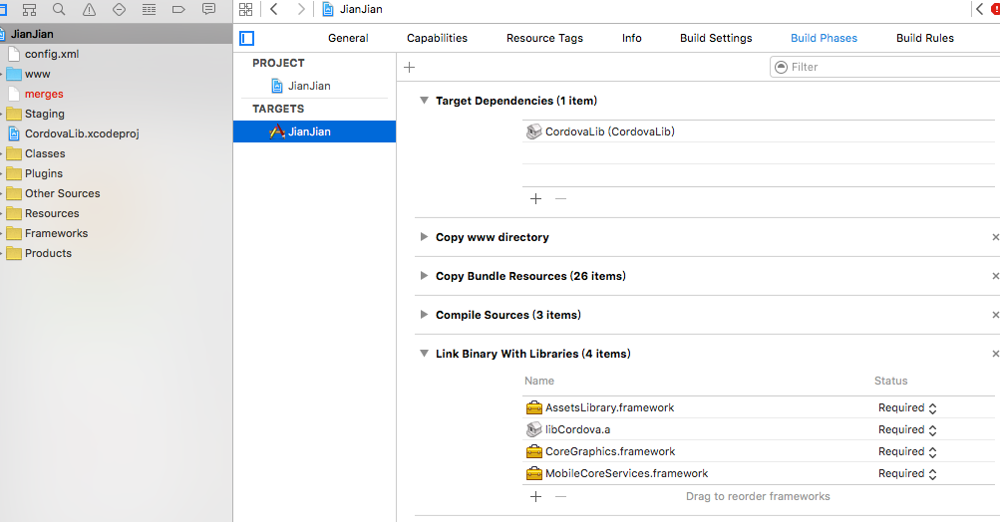 JianJian
JianJian
General
Capabilities
Resource Tags
Info
Build Settings
Build Phases
Build Rules
config.xml
www
merges
Staging
CordovaLib.xcodeproj
Classes
Plugins
Other Sources
Resources
Frameworks
Products
PROJECT
JianJian
TARGETS
JianJian
Filter
Target Dependencies (1 item)
CordovaLib (CordovaLib)
Copy www directory
Copy Bundle Resources (26 items)
Compile Sources (3 items)
Link Binary With Libraries (4 items)
Name Status
AssetsLibrary.framework Required
libCordova.a Required
CoreGraphics.framework Required
MobileCoreServices.framework Required
Drag to reorder frameworks